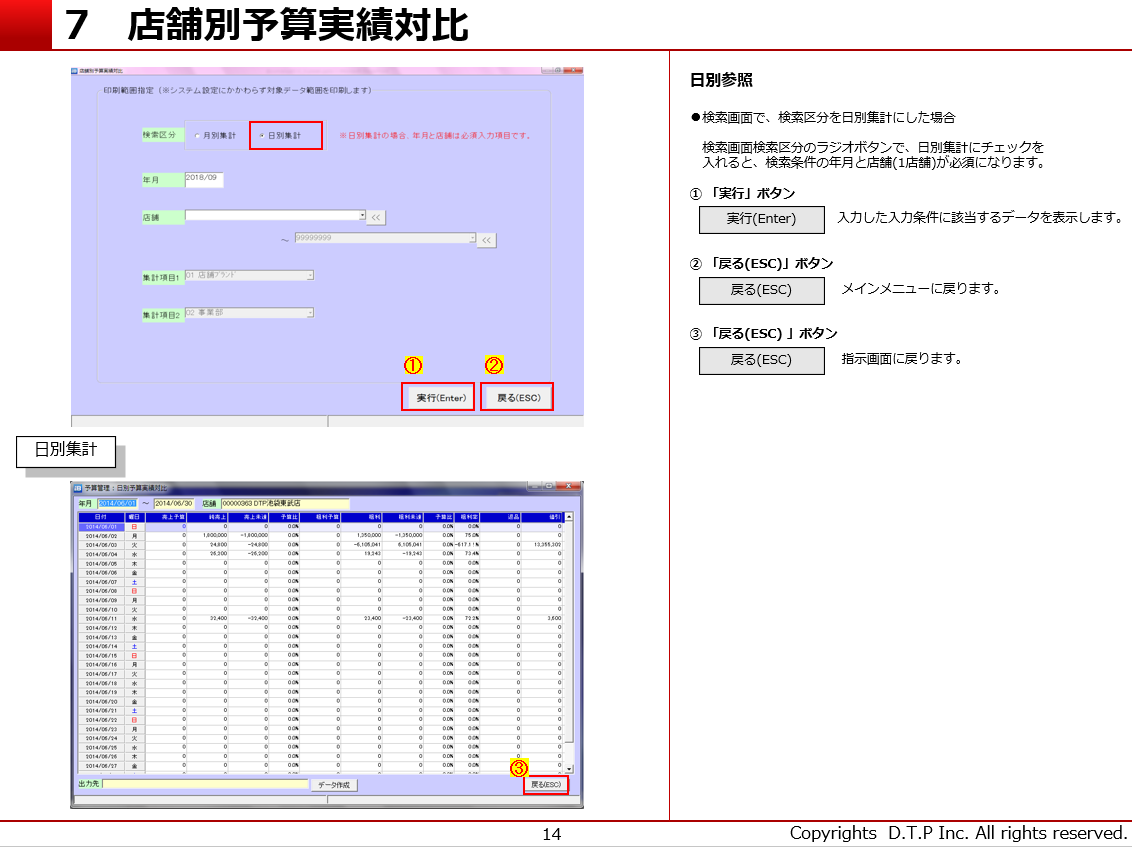 7 店舗別予算実績対比
店舗別予算実績対比
印刷範囲指定（※システム設定にかかわらず対象データ範囲を印刷します）
検索区分
月別集計
日別集計
※日別集計の場合、年月と店舗は必須入力項目です。
年月
2018/09
店舗
<<
～
99999999
<<
集計項目1
01 店舗ブランド
集計項目2
02 事業部
①
②
実行(Enter)
戻る(ESC)
日別集計
予算管理：日別予算実績対比
年月 2014/06/01 ～ 2014/06/30 店舗 00000363 DTP池袋東武店
日付 曜日 売上予算 純売上 売上未達 予算比 粗利予算 粗利 粗利未達 予算比 粗利定 返品 値引
2014/06/01 日 0 0 0 0.0% 0 0 0 0.0% 0.0% 0 0
2014/06/02 月 0 1,800,000 -1,800,000 0.0% 0 1,350,000 -1,350,000 0.0% 75.0% 0 0
2014/06/03 火 0 24,800 -24,800 0.0% 0 -6,105,041 6,105,041 0.0% 0 13,355,302
2014/06/04 水 0 26,200 -26,200 0.0% 0 19,243 -19,243 0.0% 73.4% 0 0
2014/06/05 木 0 0 0 0.0% 0 0 0 0.0% 0.0% 0 0
2014/06/06 金 0 0 0 0.0% 0 0 0 0.0% 0.0% 0 0
2014/06/07 土 0 0 0 0.0% 0 0 0 0.0% 0.0% 0 0
2014/06/08 日 0 0 0 0.0% 0 0 0 0.0% 0.0% 0 0
2014/06/09 月 0 0 0 0.0% 0 0 0 0.0% 0.0% 0 0
2014/06/10 火 0 0 0 0.0% 0 0 0 0.0% 0.0% 0 0
2014/06/11 水 0 32,400 -32,400 0.0% 0 23,400 -23,400 0.0% 72.2% 0 3,600
2014/06/12 木 0 0 0 0.0% 0 0 0 0.0% 0.0% 0 0
2014/06/13 金 0 0 0 0.0% 0 0 0 0.0% 0.0% 0 0
2014/06/14 土 0 0 0 0.0% 0 0 0 0.0% 0.0% 0 0
2014/06/15 日 0 0 0 0.0% 0 0 0 0.0% 0.0% 0 0
2014/06/16 月 0 0 0 0.0% 0 0 0 0.0% 0.0% 0 0
2014/06/17 火 0 0 0 0.0% 0 0 0 0.0% 0.0% 0 0
2014/06/18 水 0 0 0 0.0% 0 0 0 0.0% 0.0% 0 0
2014/06/19 木 0 0 0 0.0% 0 0 0 0.0% 0.0% 0 0
2014/06/20 金 0 0 0 0.0% 0 0 0 0.0% 0.0% 0 0
2014/06/21 土 0 0 0 0.0% 0 0 0 0.0% 0.0% 0 0
2014/06/22 日 0 0 0 0.0% 0 0 0 0.0% 0.0% 0 0
2014/06/23 月 0 0 0 0.0% 0 0 0 0.0% 0.0% 0 0
2014/06/24 火 0 0 0 0.0% 0 0 0 0.0% 0.0% 0 0
2014/06/25 水 0 0 0 0.0% 0 0 0 0.0% 0.0% 0 0
2014/06/26 木 0 0 0 0.0% 0 0 0 0.0% 0.0% 0 0
2014/06/27 金 0 0 0 0.0% 0 0 0 0.0% 0.0% 0 0
③
出力先 データ作成 戻る(ESC)
日別参照
●検索画面で、検索区分を日別集計にした場合
検索画面検索区分のラジオボタンで、日別集計にチェックを
入れると、検索条件の年月と店舗(1店舗)が必須になります。
① 「実行」ボタン
実行(Enter) 入力した入力条件に該当するデータを表示します。
② 「戻る(ESC)」ボタン
戻る(ESC) メインメニューに戻ります。
③ 「戻る(ESC) 」ボタン
戻る(ESC) 指示画面に戻ります。
14
Copyrights D.T.P Inc. All rights reserved.